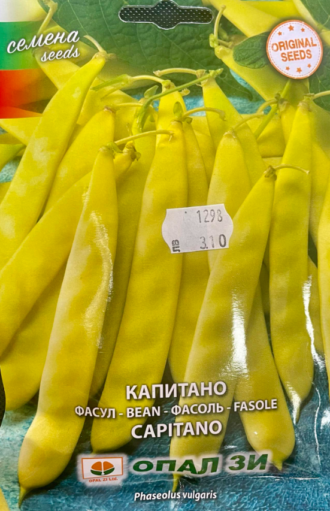 семена
seeds
ORIGINAL
SEEDS
1298
ЛВ 3.10
КАПИТАНО
ФАСУЛ - BEAN - ФАСОЛЬ - FASOLE
CAPITANO
ОПАЛ ЗИ
Phaseolus vulgaris